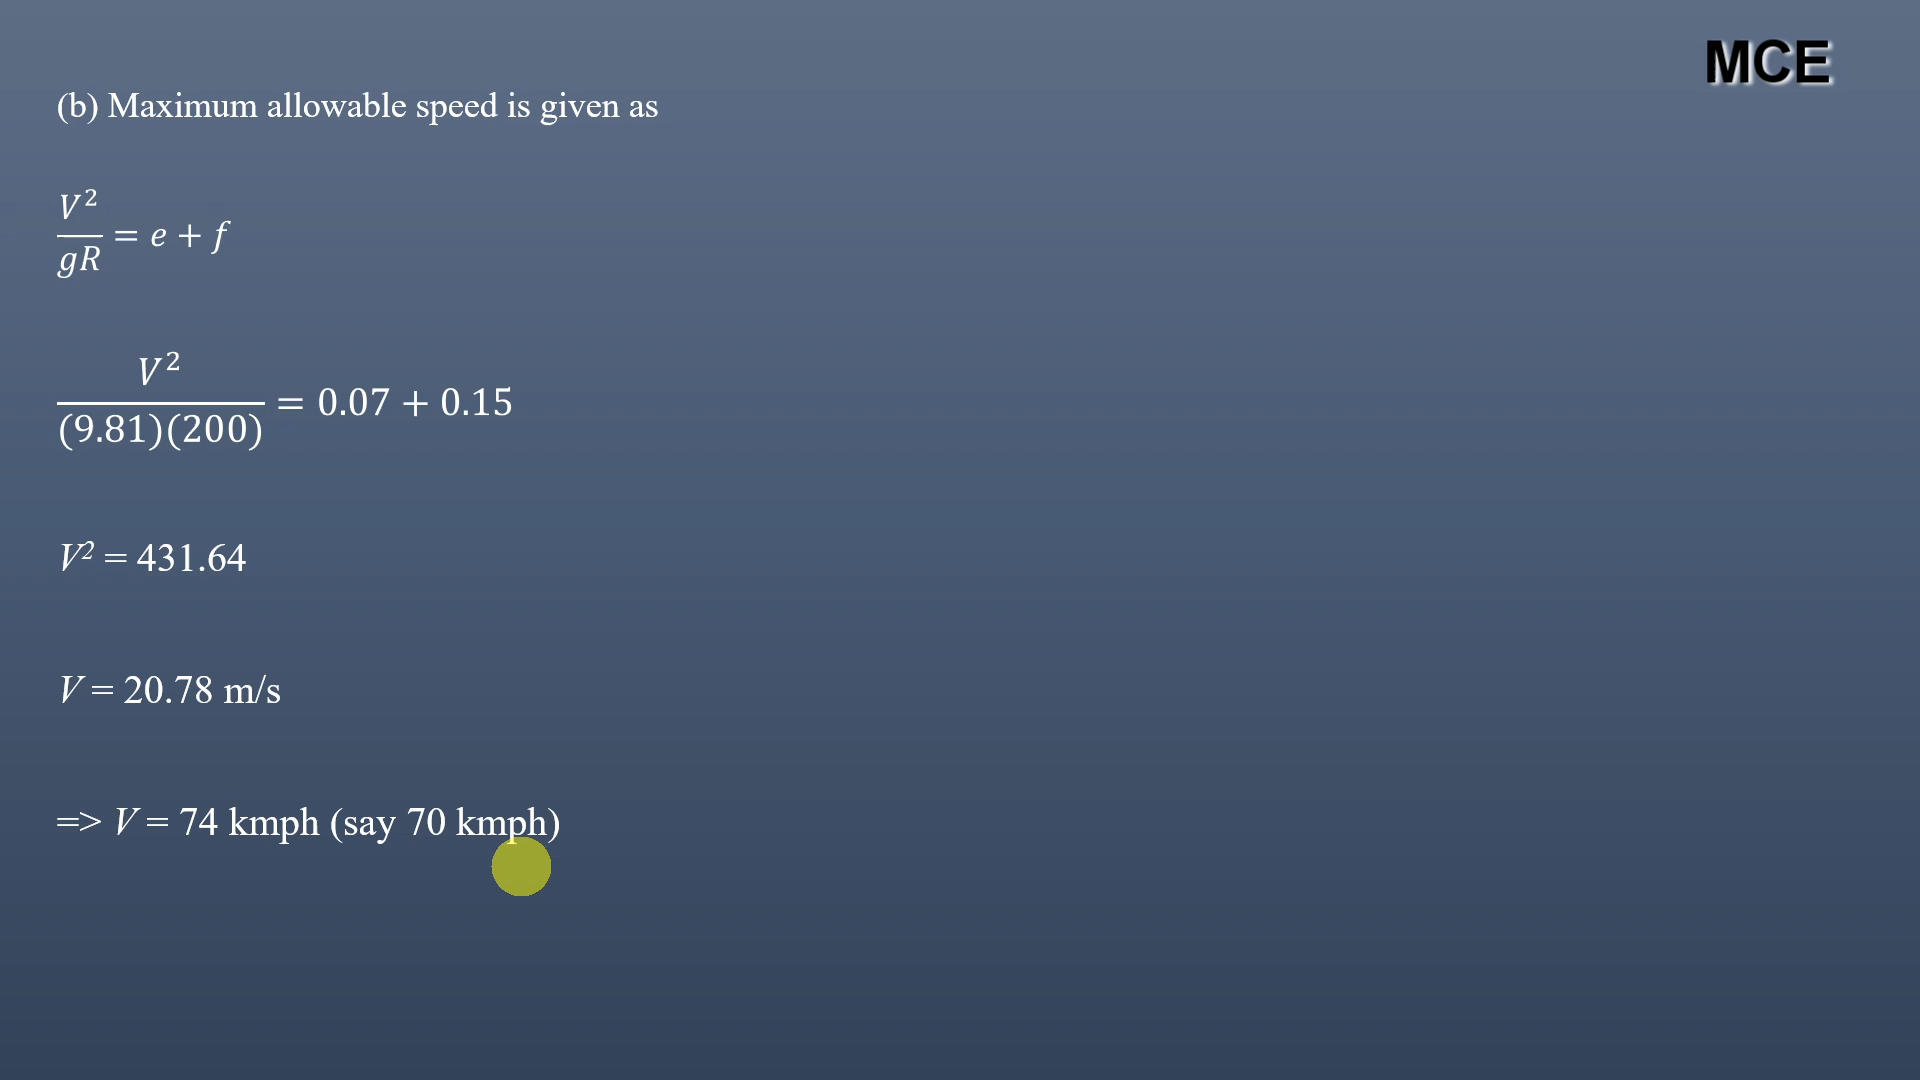 MCE
(b) Maximum allowable speed is given as
V²/gR = e + f
V²/(9.81)(200) = 0.07 + 0.15
V² = 431.64
V = 20.78 m/s
=> V = 74 kmph (say 70 kmph)